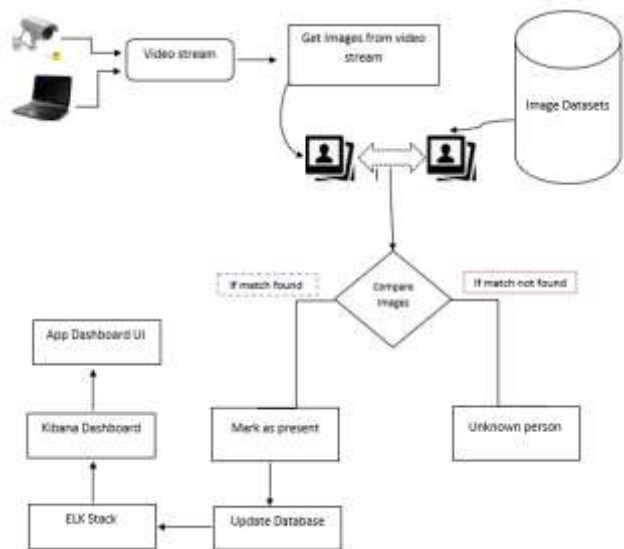 Video stream
Get Images from video
stream
Image Datasets
If match found
Compare
Images
If match not found
App Dashboard UI
Kibana Dashboard
Mark as present
Unknown person
ELK Stack
Update Database